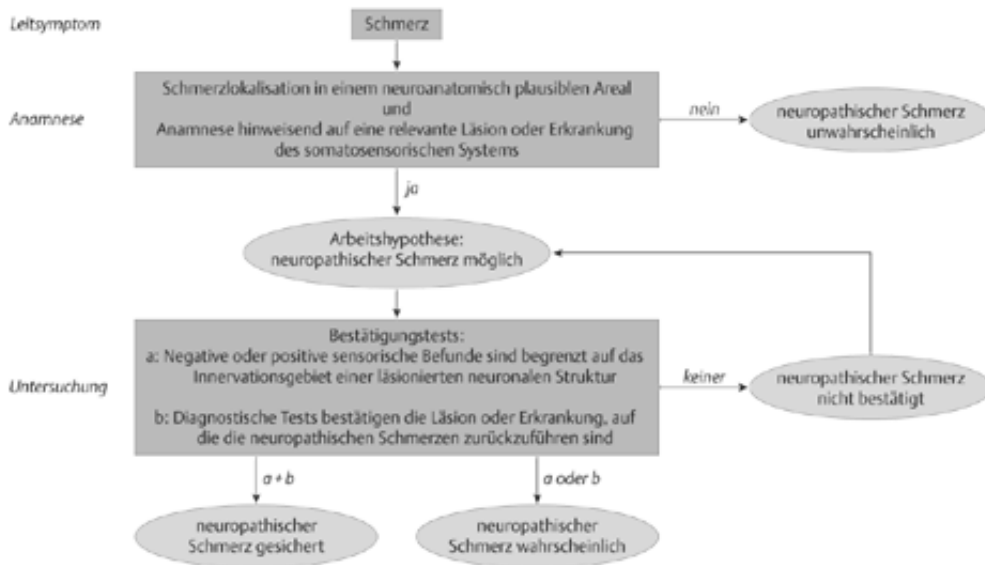 Leitsymptom
Schmerz
Anamnese
Schmerzlokalisation in einem neuroanatomisch plausiblen Areal
und
Anamnese hinweisend auf eine relevante Läsion oder Erkrankung
des somatosensorischen Systems
nein
neuropathischer Schmerz
unwahrscheinlich
ja
Arbeitshypothese:
neuropathischer Schmerz möglich
Untersuchung
Bestätigungstests:
a: Negative oder positive sensorische Befunde sind begrenzt auf das
Innervationsgebiet einer läsionierten neuronalen Struktur
b: Diagnostische Tests bestätigen die Läsion oder Erkrankung, auf
die die neuropathischen Schmerzen zurückzuführen sind
keiner
neuropathischer Schmerz
nicht bestätigt
a + b
a oder b
neuropathischer
Schmerz gesichert
neuropathischer
Schmerz wahrscheinlich